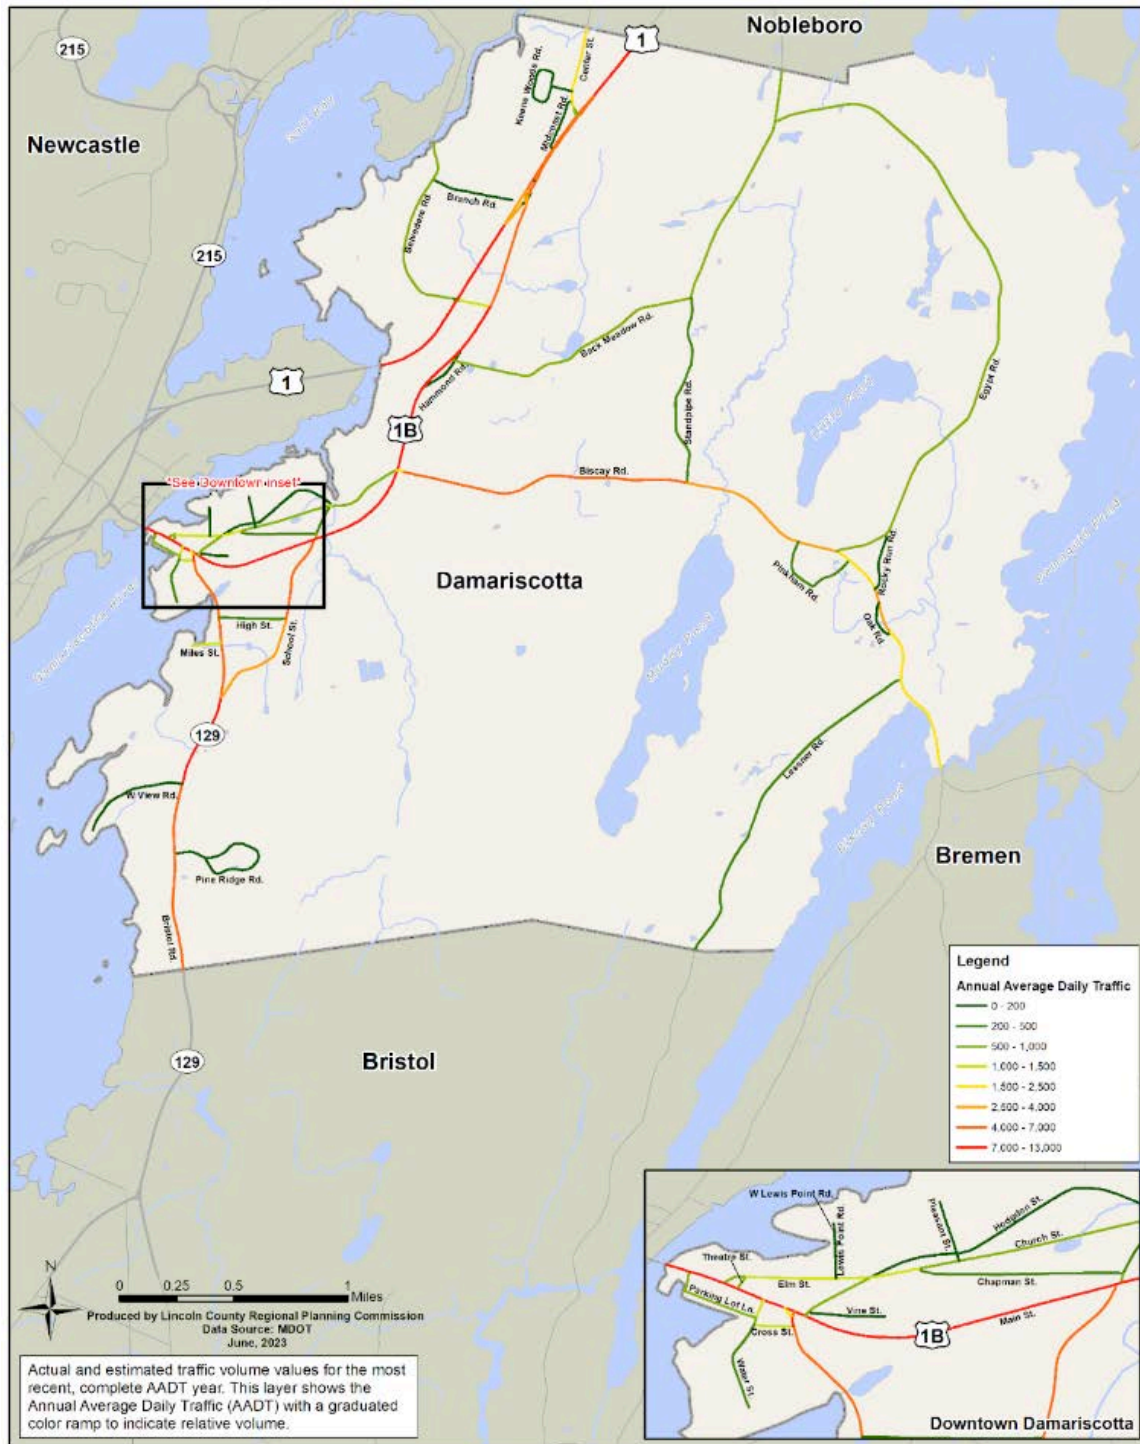 Nobleboro
1
215
Center St.
Keene Woods Rd.
Midcoast Rd.
Newcastle
Branch Rd.
Belvedere Rd
215
Back Meadow Rd.
Egypt Rd.
Hammond Rd.
1
Standpipe Rd.
1B
Biscay Rd.
*See Downtown inset*
Rocky Run Rd.
Pinkham Rd.
Damariscotta
Oak Rd.
High St.
School St.
Miles St.
129
W View Rd.
Bremen
Pine Ridge Rd.
Bristol Rd.
Legend
Annual Average Daily Traffic
0 - 200
200 - 500
500 - 1,000
1,000 - 1,500
1,500 - 2,500
2,500 - 4,000
4,000 - 7,000
7,000 - 13,000
129
Bristol
W Lewis Point Rd.
Lewis Point Rd.
Pheasant St.
Hodgdon St.
Church St.
Theatre St.
Elm St.
Chapman St.
Parking Lot Ln.
Vine St.
Main St.
Cross St.
1B
Water St.
Downtown Damariscotta
N
0 0.25 0.5 1
Miles
Produced by Lincoln County Regional Planning Commission
Data Source: MDOT
June, 2023
Actual and estimated traffic volume values for the most
recent, complete AADT year. This layer shows the
Annual Average Daily Traffic (AADT) with a graduated
color ramp to indicate relative volume.